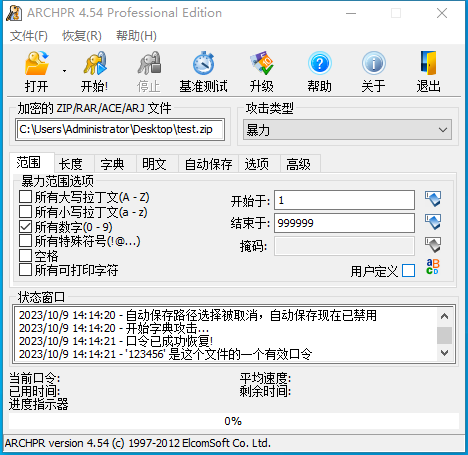 ARCHPR 4.54 Professional Edition
文件(F) 恢复(R) 帮助(H)
打开 开始! 停止 基准测试 升级 帮助 关于 退出
加密的 ZIP/RAR/ACE/ARJ 文件 攻击类型
C:\Users\Administrator\Desktop\test.zip 暴力
范围 长度 字典 明文 自动保存 选项 高级
暴力范围选项
所有大写拉丁文(A - Z) 开始于: 1
所有小写拉丁文(a - z)
所有数字(0 - 9) 结束于: 999999
所有特殊符号(!@...) 掩码:
空格
所有可打印字符 用户定义
状态窗口
2023/10/9 14:14:20 - 自动保存路径选择被取消，自动保存现在已禁用
2023/10/9 14:14:20 - 开始字典攻击...
2023/10/9 14:14:21 - 口令已成功恢复!
2023/10/9 14:14:21 - '123456' 是这个文件的一个有效口令
当前口令: 平均速度:
已用时间: 剩余时间:
进度指示器
0%
ARCHPR version 4.54 (c) 1997-2012 ElcomSoft Co. Ltd.